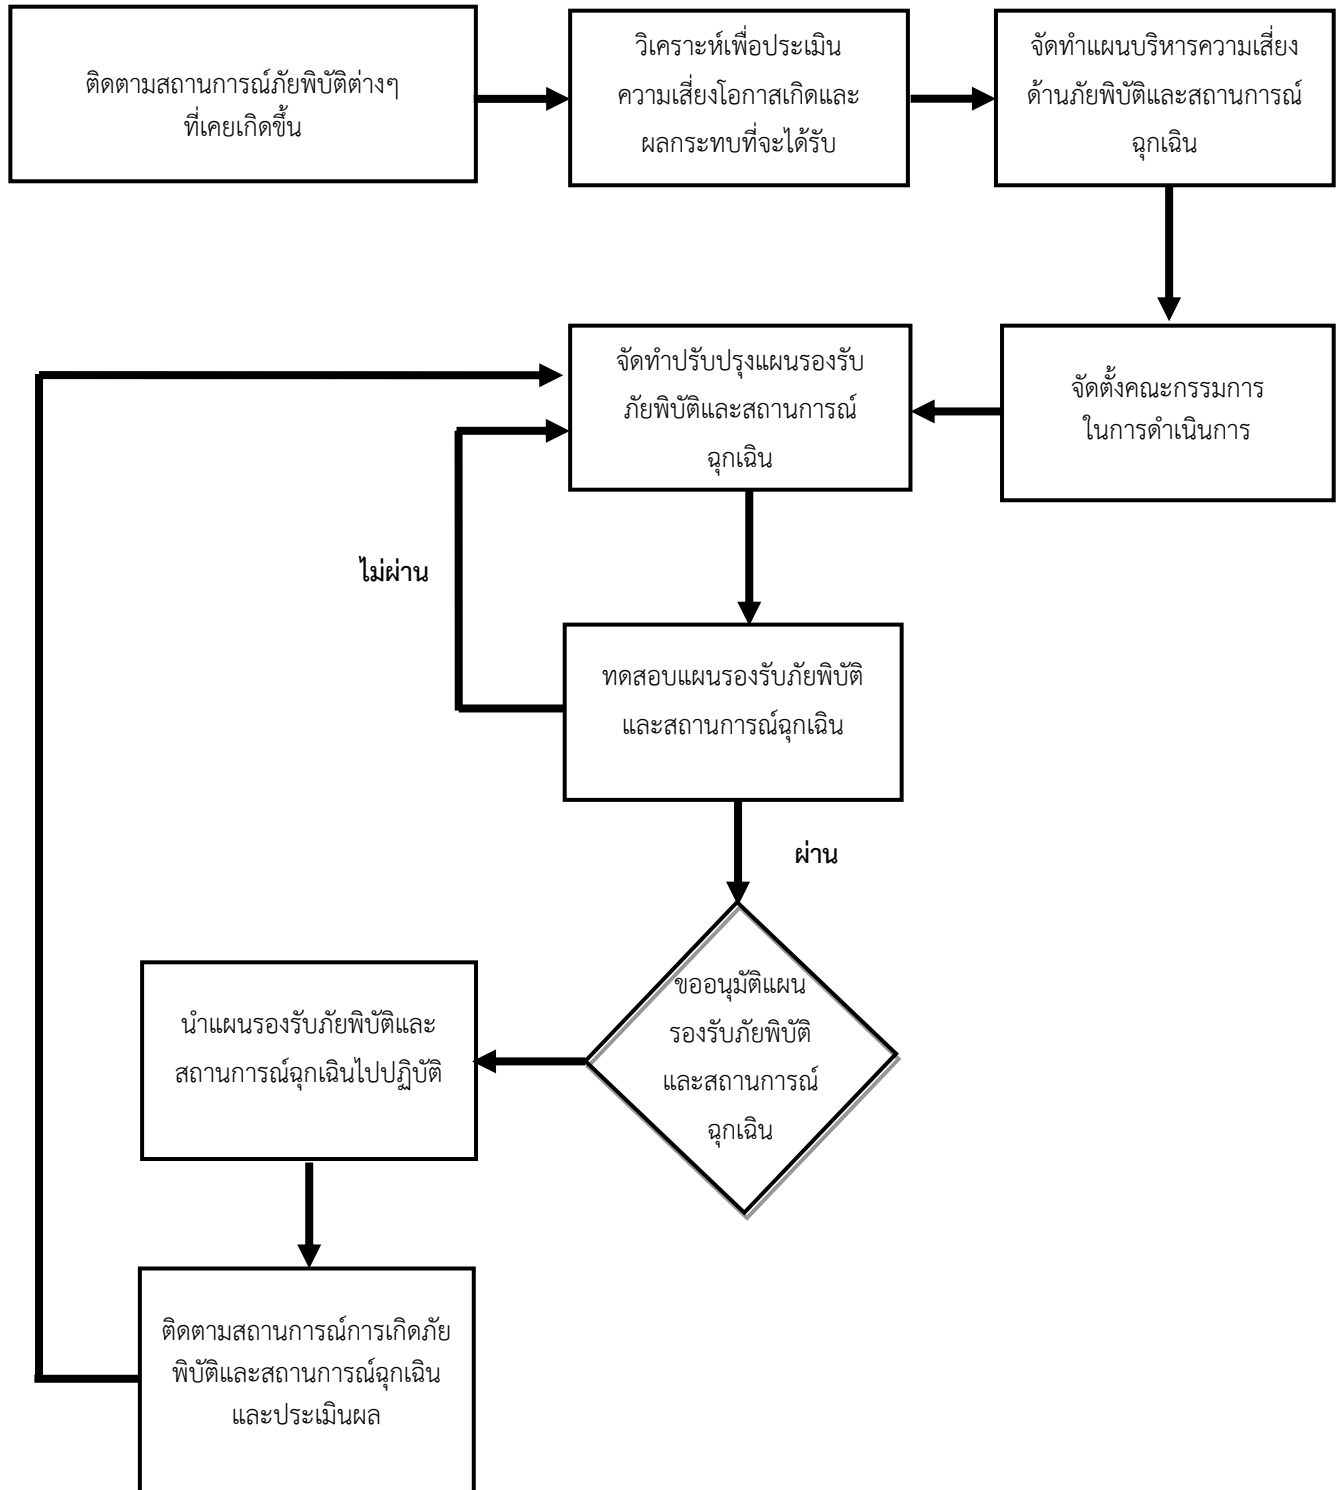 ติดตามสถานการณ์ภัยพิบัติต่างๆ
ที่เคยเกิดขึ้น
วิเคราะห์เพื่อประเมิน
ความเสี่ยงโอกาสเกิดและ
ผลกระทบที่จะได้รับ
จัดทำแผนบริหารความเสี่ยง
ด้านภัยพิบัติและสถานการณ์
ฉุกเฉิน
จัดตั้งคณะกรรมการ
ในการดำเนินการ
จัดทำปรับปรุงแผนรองรับ
ภัยพิบัติและสถานการณ์
ฉุกเฉิน
ไม่ผ่าน
ทดสอบแผนรองรับภัยพิบัติ
และสถานการณ์ฉุกเฉิน
ผ่าน
ขออนุมัติแผน
รองรับภัยพิบัติ
และสถานการณ์
ฉุกเฉิน
นำแผนรองรับภัยพิบัติและ
สถานการณ์ฉุกเฉินไปปฏิบัติ
ติดตามสถานการณ์การเกิดภัย
พิบัติและสถานการณ์ฉุกเฉิน
และประเมินผล